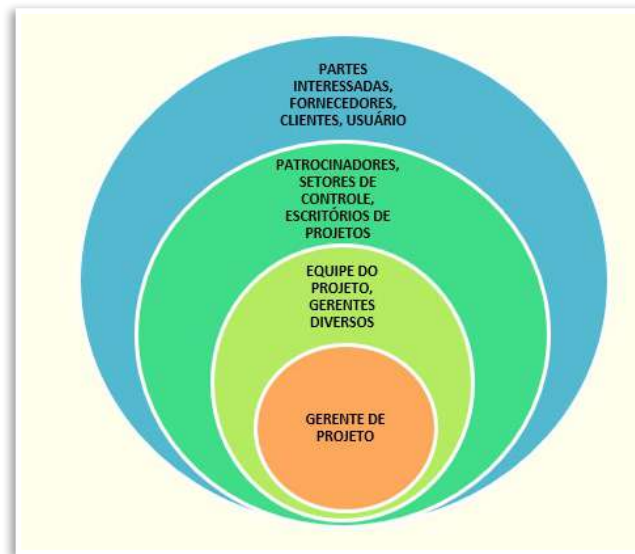 PARTES
INTERESSADAS,
FORNECEDORES,
CLIENTES, USUÁRIO
PATROCINADORES,
SETORES DE
CONTROLE,
ESCRITÓRIOS DE
PROJETOS
EQUIPE DO
PROJETO,
GERENTES
DIVERSOS
GERENTE DE
PROJETO